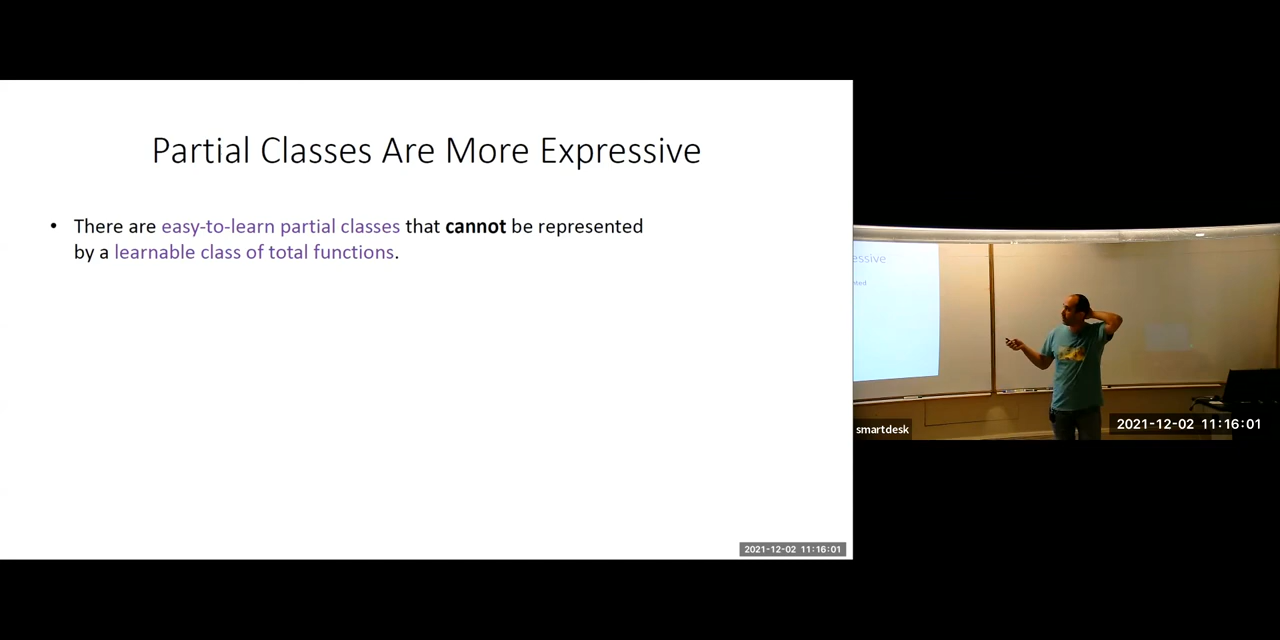 Partial Classes Are More Expressive
• There are easy-to-learn partial classes that cannot be represented
by a learnable class of total functions.
2021-12-02 11:16:01
essive
nted
smartdesk
2021-12-02 11:16:01